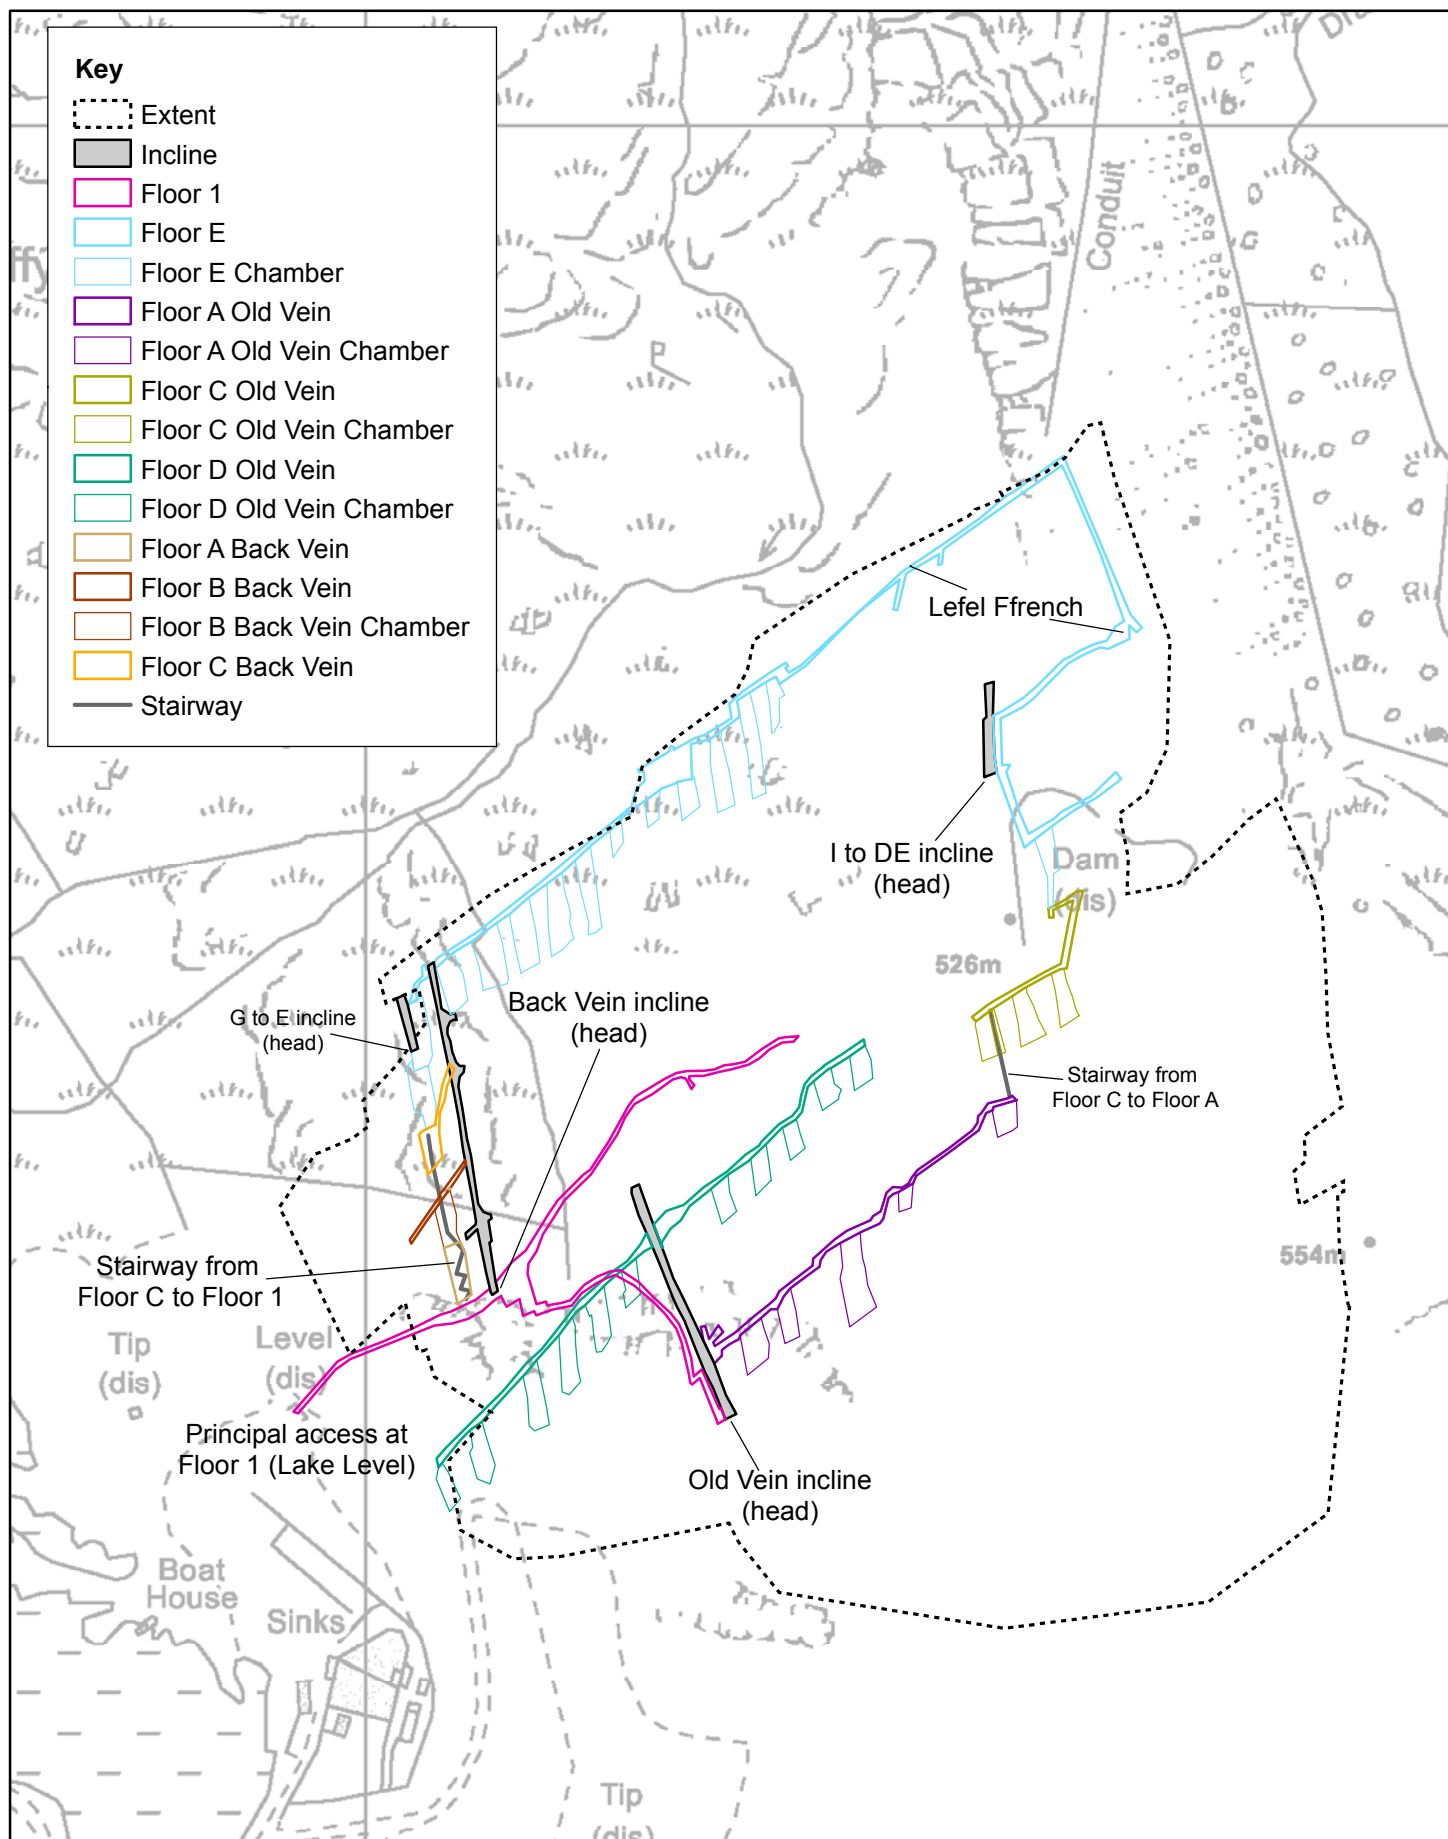 Key
Extent
Incline
Floor 1
Floor E
Floor E Chamber
Floor A Old Vein
Floor A Old Vein Chamber
Floor C Old Vein
Floor C Old Vein Chamber
Floor D Old Vein
Floor D Old Vein Chamber
Floor A Back Vein
Floor B Back Vein
Floor B Back Vein Chamber
Floor C Back Vein
Stairway
Conduit
Lefel Ffrench
I to DE incline
(head)
Dam
(dis)
526m
Back Vein incline
(head)
G to E incline
(head)
Stairway from
Floor C to Floor A
Stairway from
Floor C to Floor 1
554m
Tip
(dis)
Level
(dis)
Principal access at
Floor 1 (Lake Level)
Old Vein incline
(head)
Boat
House
Sinks
Tip
(dis)